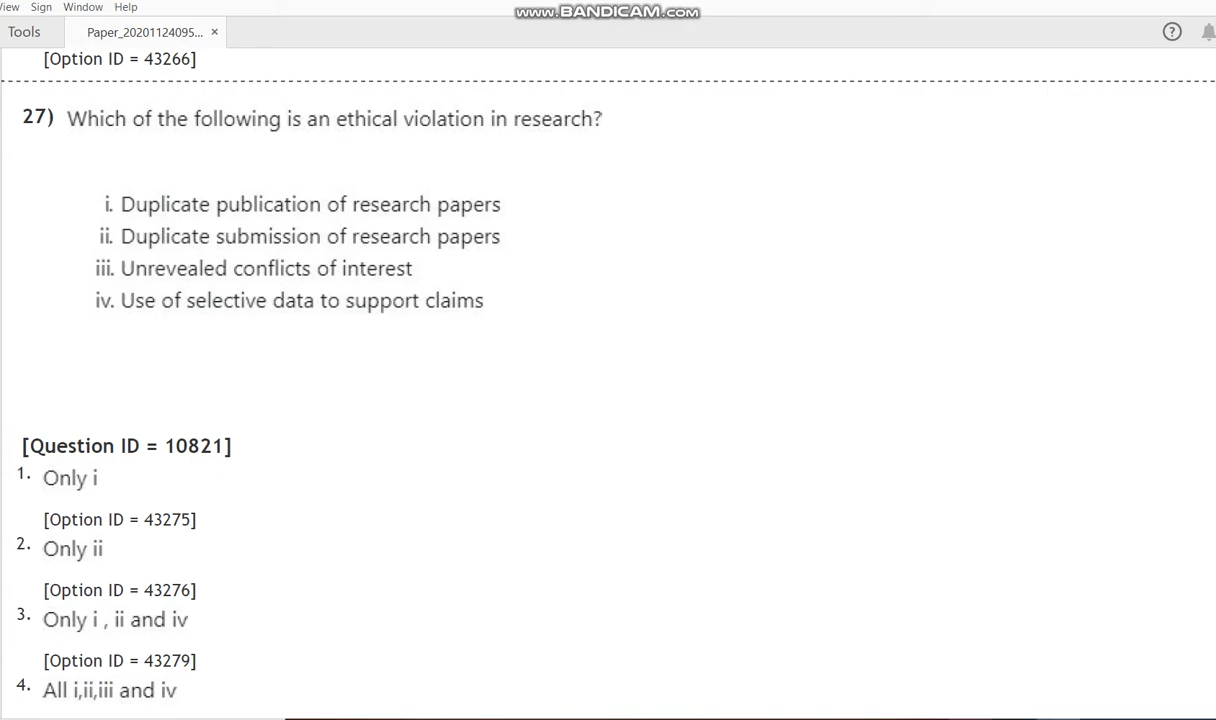 View Sign Window Help
www.BANDICAM.com
Tools Paper_20201124095... ×
[Option ID = 43266]
27) Which of the following is an ethical violation in research?
i. Duplicate publication of research papers
ii. Duplicate submission of research papers
iii. Unrevealed conflicts of interest
iv. Use of selective data to support claims
[Question ID = 10821]
1. Only i
[Option ID = 43275]
2. Only ii
[Option ID = 43276]
3. Only i , ii and iv
[Option ID = 43279]
4. All i,ii,iii and iv